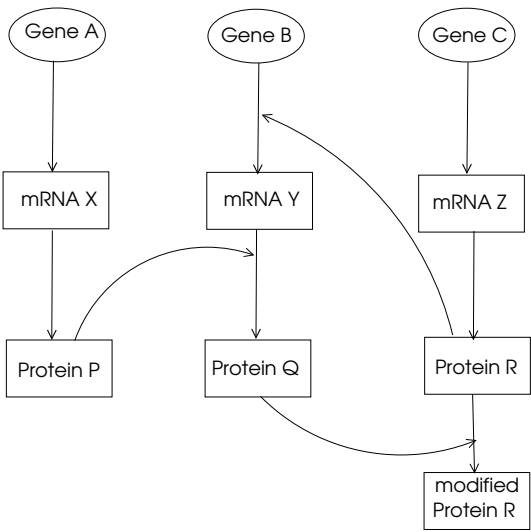 Gene A
Gene B
Gene C
mRNA X
mRNA Y
mRNA Z
Protein P
Protein Q
Protein R
modified
Protein R